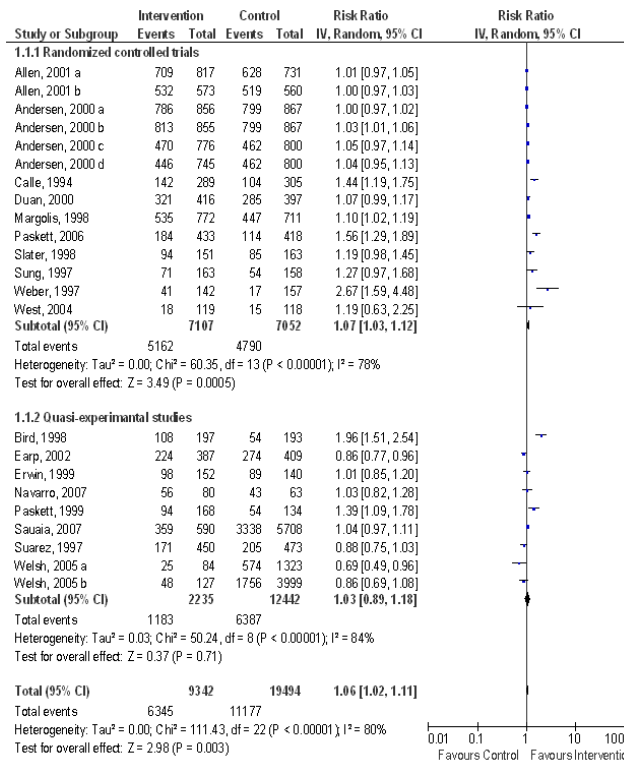 Intervention Control Risk Ratio Risk Ratio
Study or Subgroup Events Total Events Total IV, Random, 95% CI IV, Random, 95% CI
1.1.1 Randomized controlled trials
Allen, 2001 a 709 817 628 731 1.01 [0.97, 1.05]
Allen, 2001 b 532 573 519 560 1.00 [0.97, 1.03]
Andersen, 2000 a 786 856 799 867 1.00 [0.97, 1.02]
Andersen, 2000 b 813 855 799 867 1.03 [1.01, 1.06]
Andersen, 2000 c 470 776 462 800 1.05 [0.97, 1.14]
Andersen, 2000 d 446 745 462 800 1.04 [0.95, 1.13]
Calle, 1994 142 289 104 305 1.44 [1.19, 1.75]
Duan, 2000 321 416 285 397 1.07 [0.99, 1.17]
Margolis, 1998 535 772 447 711 1.10 [1.02, 1.19]
Paskett, 2006 184 433 114 418 1.56 [1.29, 1.89]
Slater, 1998 94 151 85 163 1.19 [0.98, 1.45]
Sung, 1997 71 163 54 158 1.27 [0.97, 1.68]
Weber, 1997 41 142 17 157 2.67 [1.59, 4.48]
West, 2004 18 119 15 118 1.19 [0.63, 2.25]
Subtotal (95% CI) 7107 7052 1.07 [1.03, 1.12]
Total events 5162 4790
Heterogeneity: Tau² = 0.00; Chi² = 60.35, df = 13 (P < 0.00001); I² = 78%
Test for overall effect: Z = 3.49 (P = 0.0005)
1.1.2 Quasi-experimantal studies
Bird, 1998 108 197 54 193 1.96 [1.51, 2.54]
Earp, 2002 224 387 274 409 0.86 [0.77, 0.96]
Erwin, 1999 98 152 89 140 1.01 [0.85, 1.20]
Navarro, 2007 56 80 43 63 1.03 [0.82, 1.28]
Paskett, 1999 94 168 54 134 1.39 [1.09, 1.78]
Sauaia, 2007 359 590 3338 5708 1.04 [0.97, 1.11]
Suarez, 1997 171 450 205 473 0.88 [0.75, 1.03]
Welsh, 2005 a 25 84 574 1323 0.69 [0.49, 0.96]
Welsh, 2005 b 48 127 1756 3999 0.86 [0.69, 1.08]
Subtotal (95% CI) 2235 12442 1.03 [0.89, 1.18]
Total events 1183 6387
Heterogeneity: Tau² = 0.03; Chi² = 50.24, df = 8 (P < 0.00001); I² = 84%
Test for overall effect: Z = 0.37 (P = 0.71)
Total (95% CI) 9342 19494 1.06 [1.02, 1.11]
Total events 6345 11177
Heterogeneity: Tau² = 0.00; Chi² = 111.43, df = 22 (P < 0.00001); I² = 80%
Test for overall effect: Z = 2.98 (P = 0.003)
0.01 0.1 1 10 100
Favours Control Favours Interventio